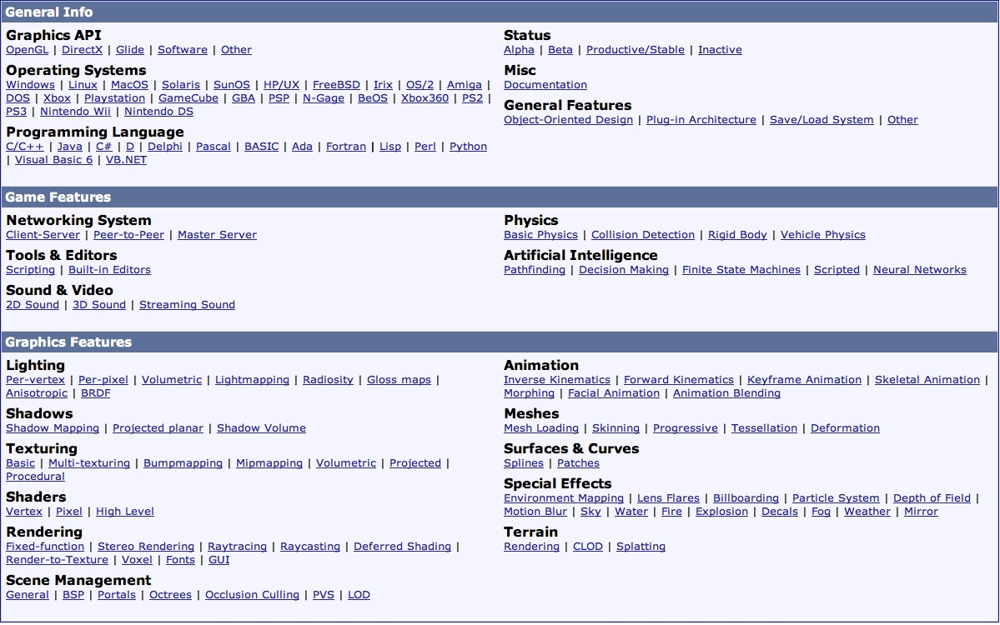 General Info
Graphics API
OpenGL | DirectX | Glide | Software | Other
Operating Systems
Windows | Linux | MacOS | Solaris | SunOS | HP/UX | FreeBSD | Irix | OS/2 | Amiga |
DOS | Xbox | Playstation | GameCube | GBA | PSP | N-Gage | BeOS | Xbox360 | PS2 |
PS3 | Nintendo Wii | Nintendo DS
Programming Language
C/C++ | Java | C# | D | Delphi | Pascal | BASIC | Ada | Fortran | Lisp | Perl | Python
| Visual Basic 6 | VB.NET
Status
Alpha | Beta | Productive/Stable | Inactive
Misc
Documentation
General Features
Object-Oriented Design | Plug-in Architecture | Save/Load System | Other
Game Features
Networking System
Client-Server | Peer-to-Peer | Master Server
Tools & Editors
Scripting | Built-in Editors
Sound & Video
2D Sound | 3D Sound | Streaming Sound
Physics
Basic Physics | Collision Detection | Rigid Body | Vehicle Physics
Artificial Intelligence
Pathfinding | Decision Making | Finite State Machines | Scripted | Neural Networks
Graphics Features
Lighting
Per-vertex | Per-pixel | Volumetric | Lightmapping | Radiosity | Gloss maps |
Anisotropic | BRDF
Shadows
Shadow Mapping | Projected planar | Shadow Volume
Texturing
Basic | Multi-texturing | Bumpmapping | Mipmapping | Volumetric | Projected |
Procedural
Shaders
Vertex | Pixel | High Level
Rendering
Fixed-function | Stereo Rendering | Raytracing | Raycasting | Deferred Shading |
Render-to-Texture | Voxel | Fonts | GUI
Scene Management
General | BSP | Portals | Octrees | Occlusion Culling | PVS | LOD
Animation
Inverse Kinematics | Forward Kinematics | Keyframe Animation | Skeletal Animation |
Morphing | Facial Animation | Animation Blending
Meshes
Mesh Loading | Skinning | Progressive | Tessellation | Deformation
Surfaces & Curves
Splines | Patches
Special Effects
Environment Mapping | Lens Flares | Billboarding | Particle System | Depth of Field |
Motion Blur | Sky | Water | Fire | Explosion | Decals | Fog | Weather | Mirror
Terrain
Rendering | CLOD | Splatting